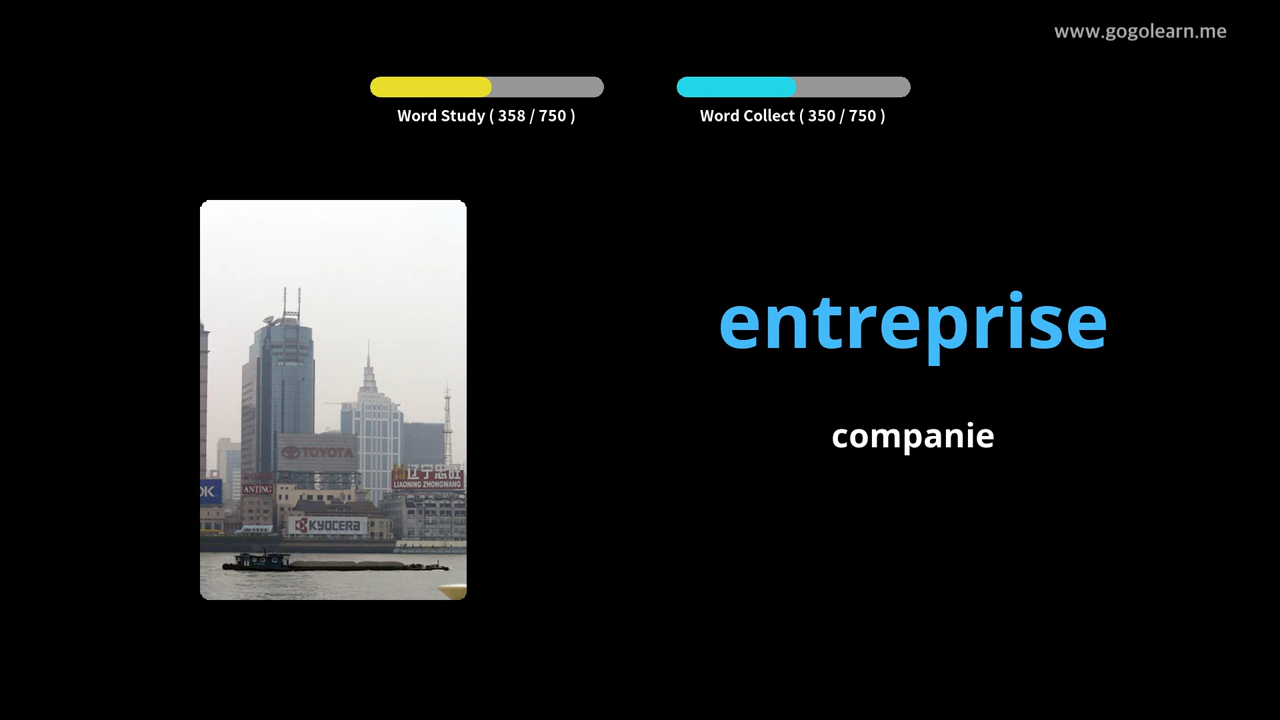 www.gogolearn.me
Word Study ( 358 / 750 )
Word Collect ( 350 / 750 )
entreprise
companie
TOYOTA
辽宁忠旺
LIAONING ZHONGWANG
OK
ANTING
KYOCERA